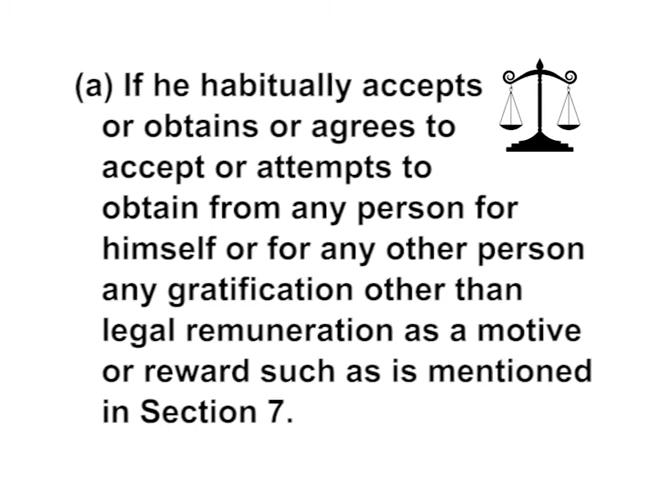 (a) If he habitually accepts
or obtains or agrees to
accept or attempts to
obtain from any person for
himself or for any other person
any gratification other than
legal remuneration as a motive
or reward such as is mentioned
in Section 7.